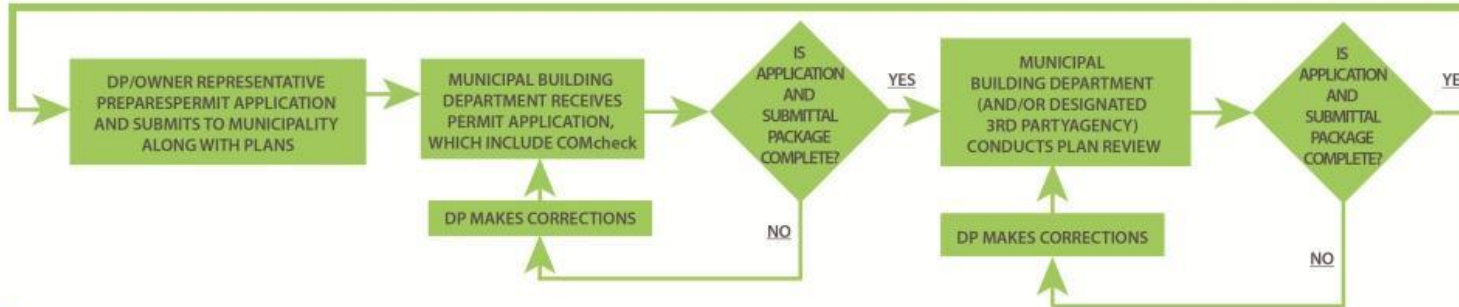 DP/OWNER REPRESENTATIVE
PREPARESPERMIT APPLICATION
AND SUBMITS TO MUNICIPALITY
ALONG WITH PLANS
MUNICIPAL BUILDING
DEPARTMENT RECEIVES
PERMIT APPLICATION,
WHICH INCLUDE COMcheck
DP MAKES CORRECTIONS
IS
APPLICATION
AND
SUBMITTAL
PACKAGE
COMPLETE?
YES
NO
MUNICIPAL
BUILDING DEPARTMENT
(AND/OR DESIGNATED
3RD PARTYAGENCY)
CONDUCTS PLAN REVIEW
DP MAKES CORRECTIONS
IS
APPLICATION
AND
SUBMITTAL
PACKAGE
COMPLETE?
NO